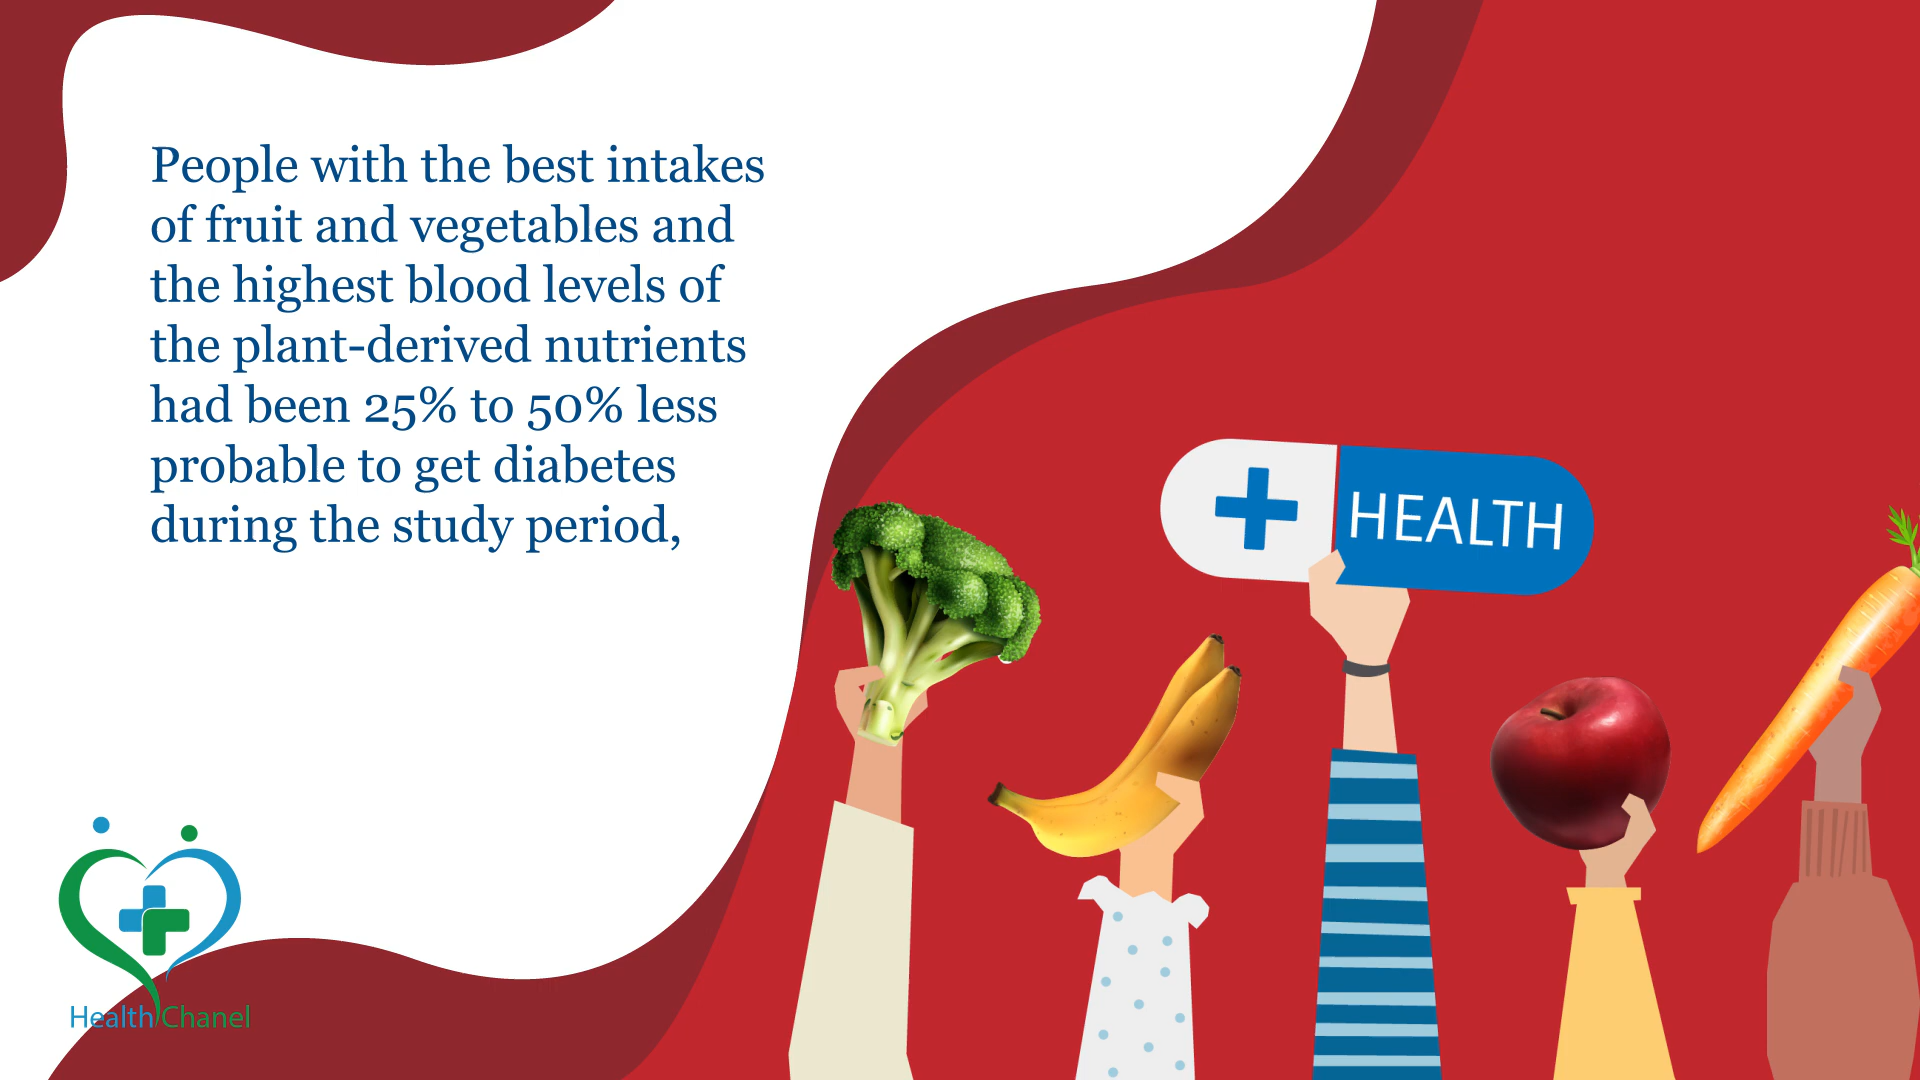 People with the best intakes
of fruit and vegetables and
the highest blood levels of
the plant-derived nutrients
had been 25% to 50% less
probable to get diabetes
during the study period,
HEALTH
Health Chanel